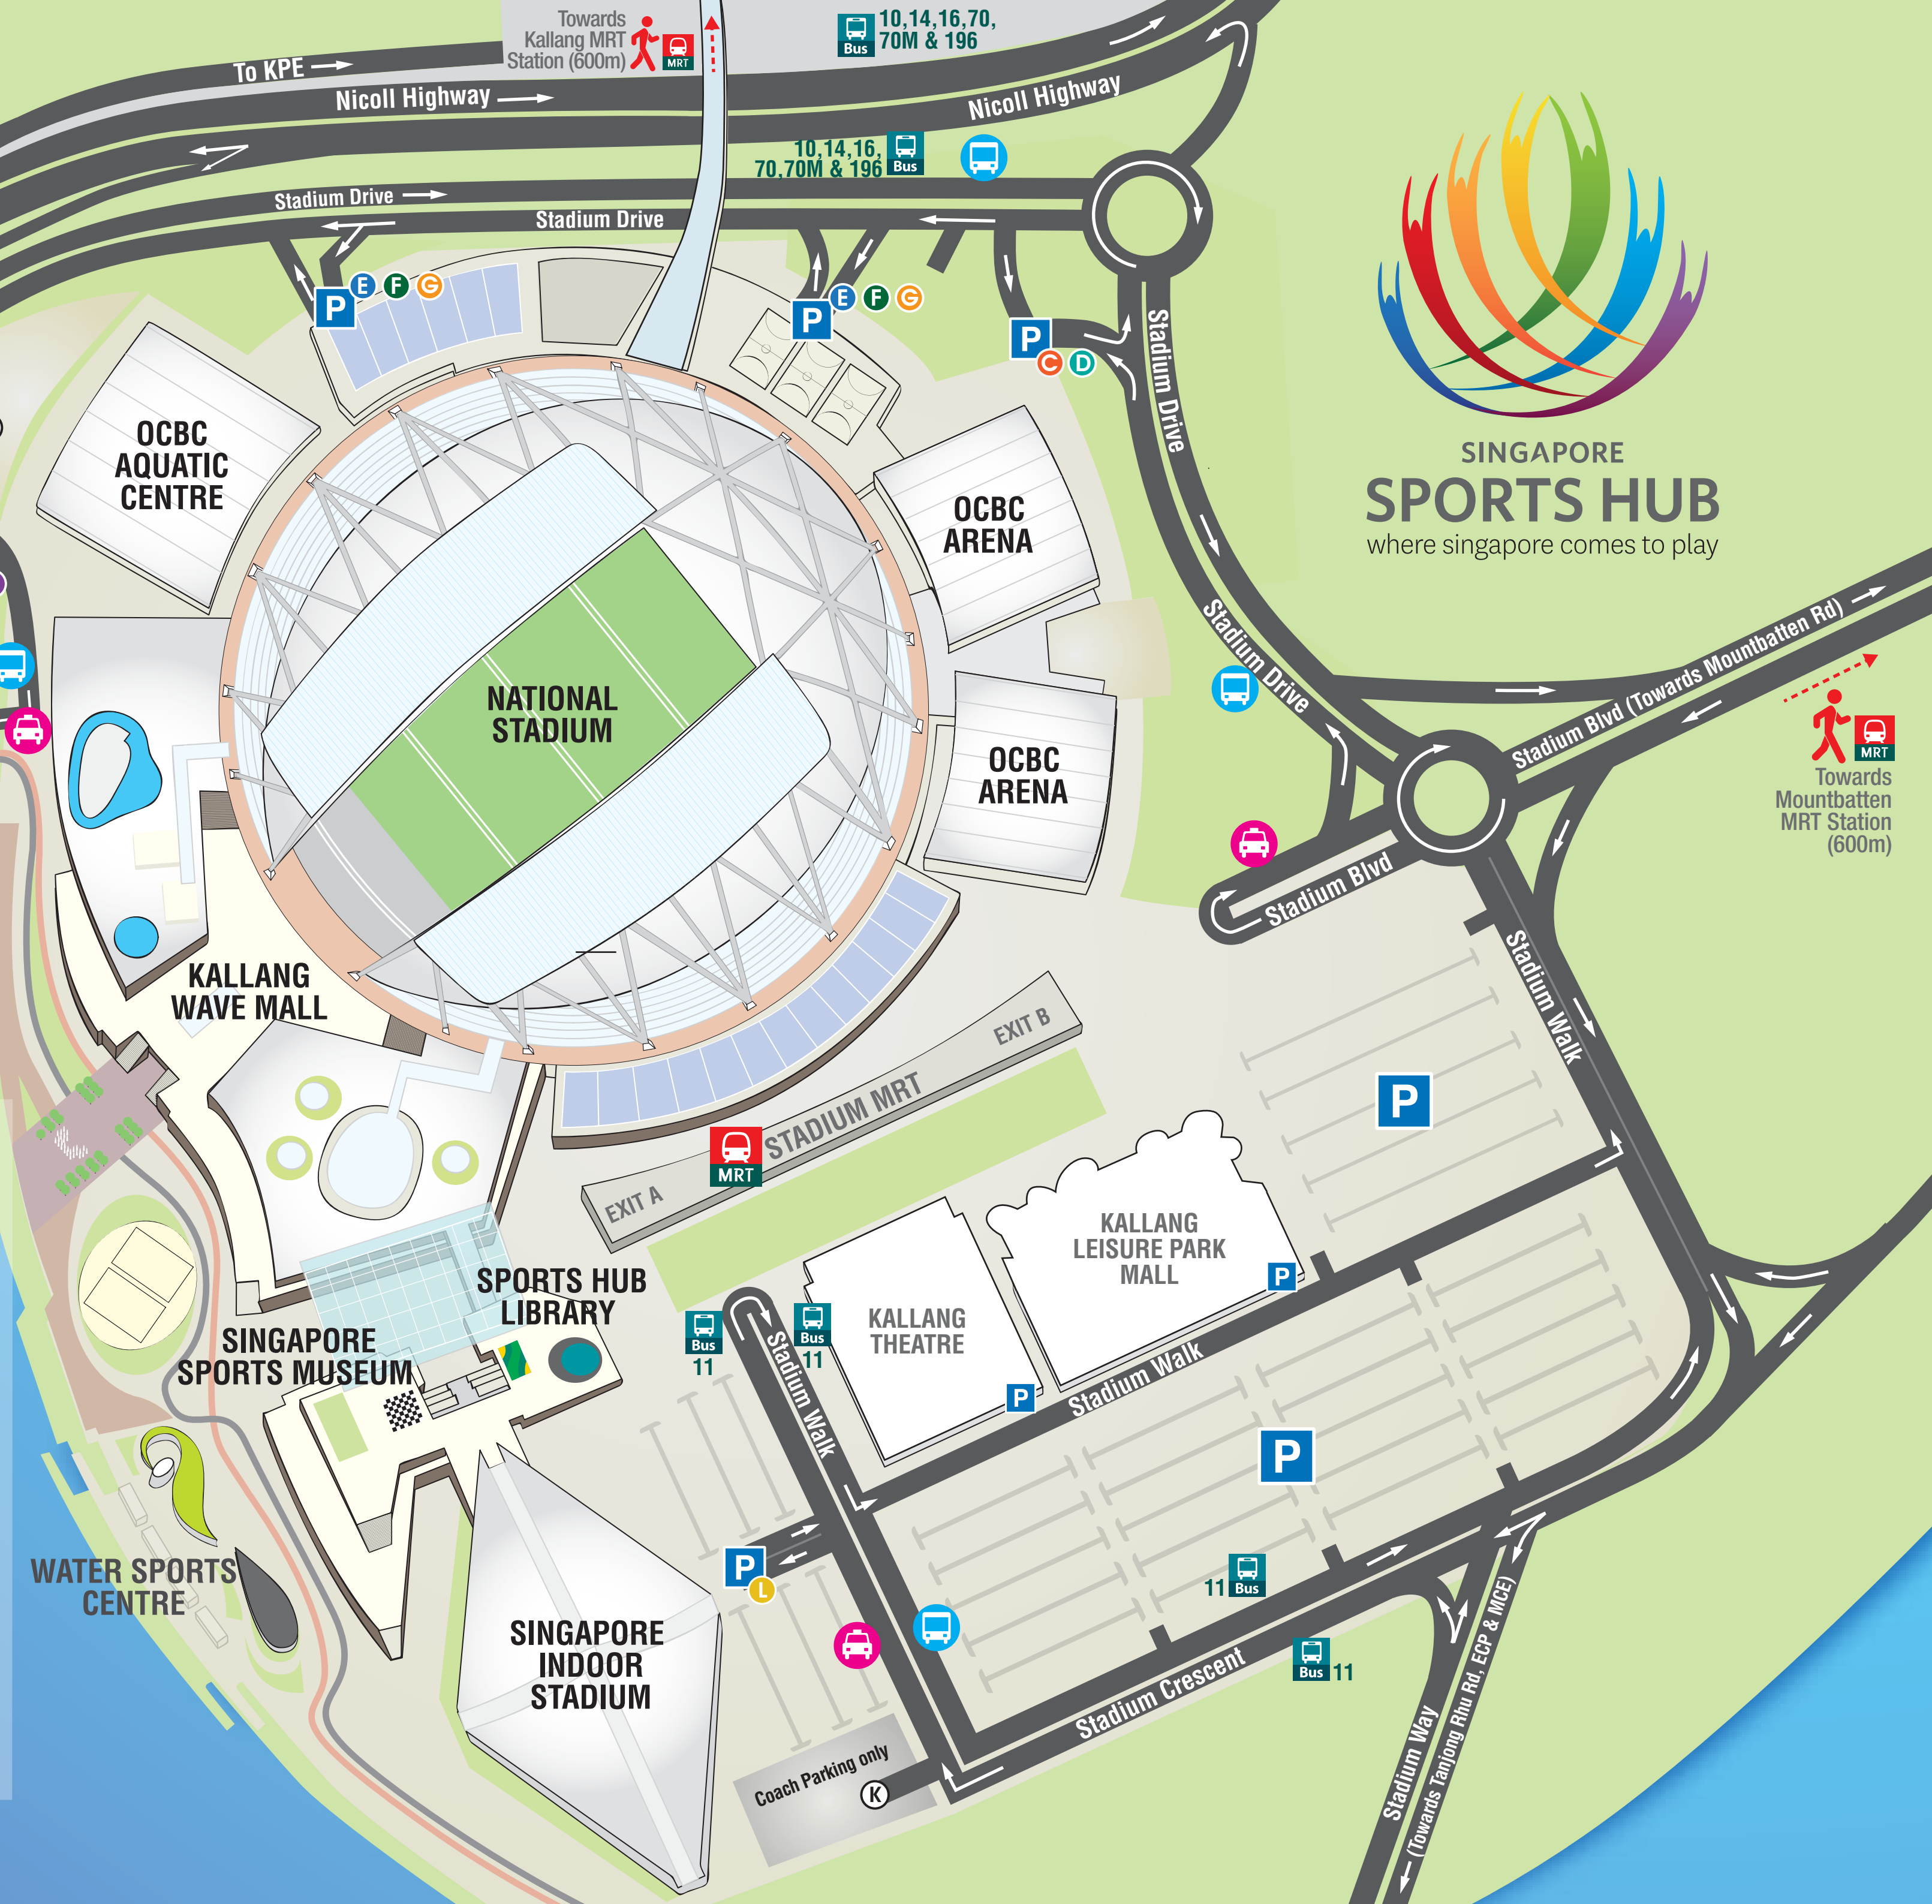 Towards
Kallang MRT
Station (600m)
MRT
Bus
10,14,16,70,
70M & 196
To KPE
Nicoll Highway
Nicoll Highway
10,14,16,
70,70M & 196
Bus
Stadium Drive
Stadium Drive
P
E
F
G
P
E
F
G
P
C
D
Stadium Drive
SINGAPORE
SPORTS HUB
where singapore comes to play
OCBC
AQUATIC
CENTRE
OCBC
ARENA
NATIONAL
STADIUM
OCBC
ARENA
Stadium Drive
Stadium Blvd (Towards Mountbatten Rd)
MRT
Towards
Mountbatten
MRT Station
(600m)
Stadium Blvd
Stadium Walk
KALLANG
WAVE MALL
EXIT B
STADIUM MRT
MRT
EXIT A
P
KALLANG
LEISURE PARK
MALL
P
KALLANG
THEATRE
P
SPORTS HUB
LIBRARY
Bus
11
Bus
11
Stadium Walk
Stadium Walk
SINGAPORE
SPORTS MUSEUM
P
WATER SPORTS
CENTRE
P
L
11 Bus
SINGAPORE
INDOOR
STADIUM
Bus 11
Stadium Crescent
Coach Parking only
K
Stadium Way
(Towards Tanjong Rhu Rd, ECP & MCE)